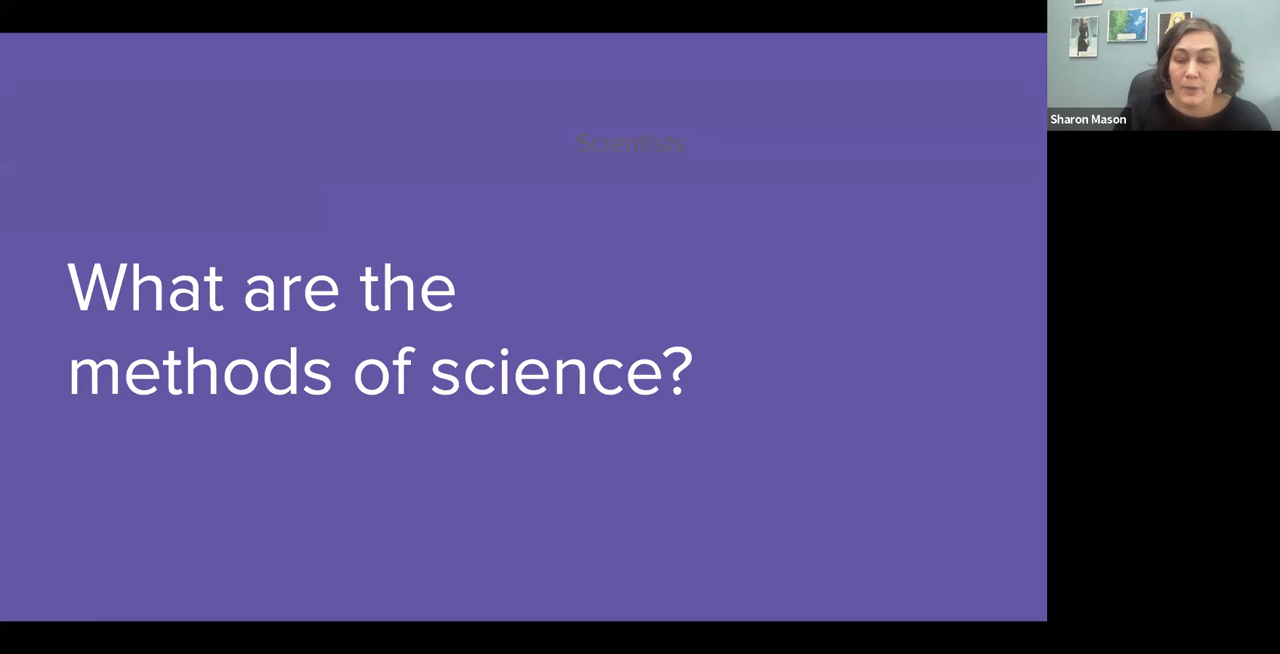 Scientists
What are the
methods of science?
Sharon Mason